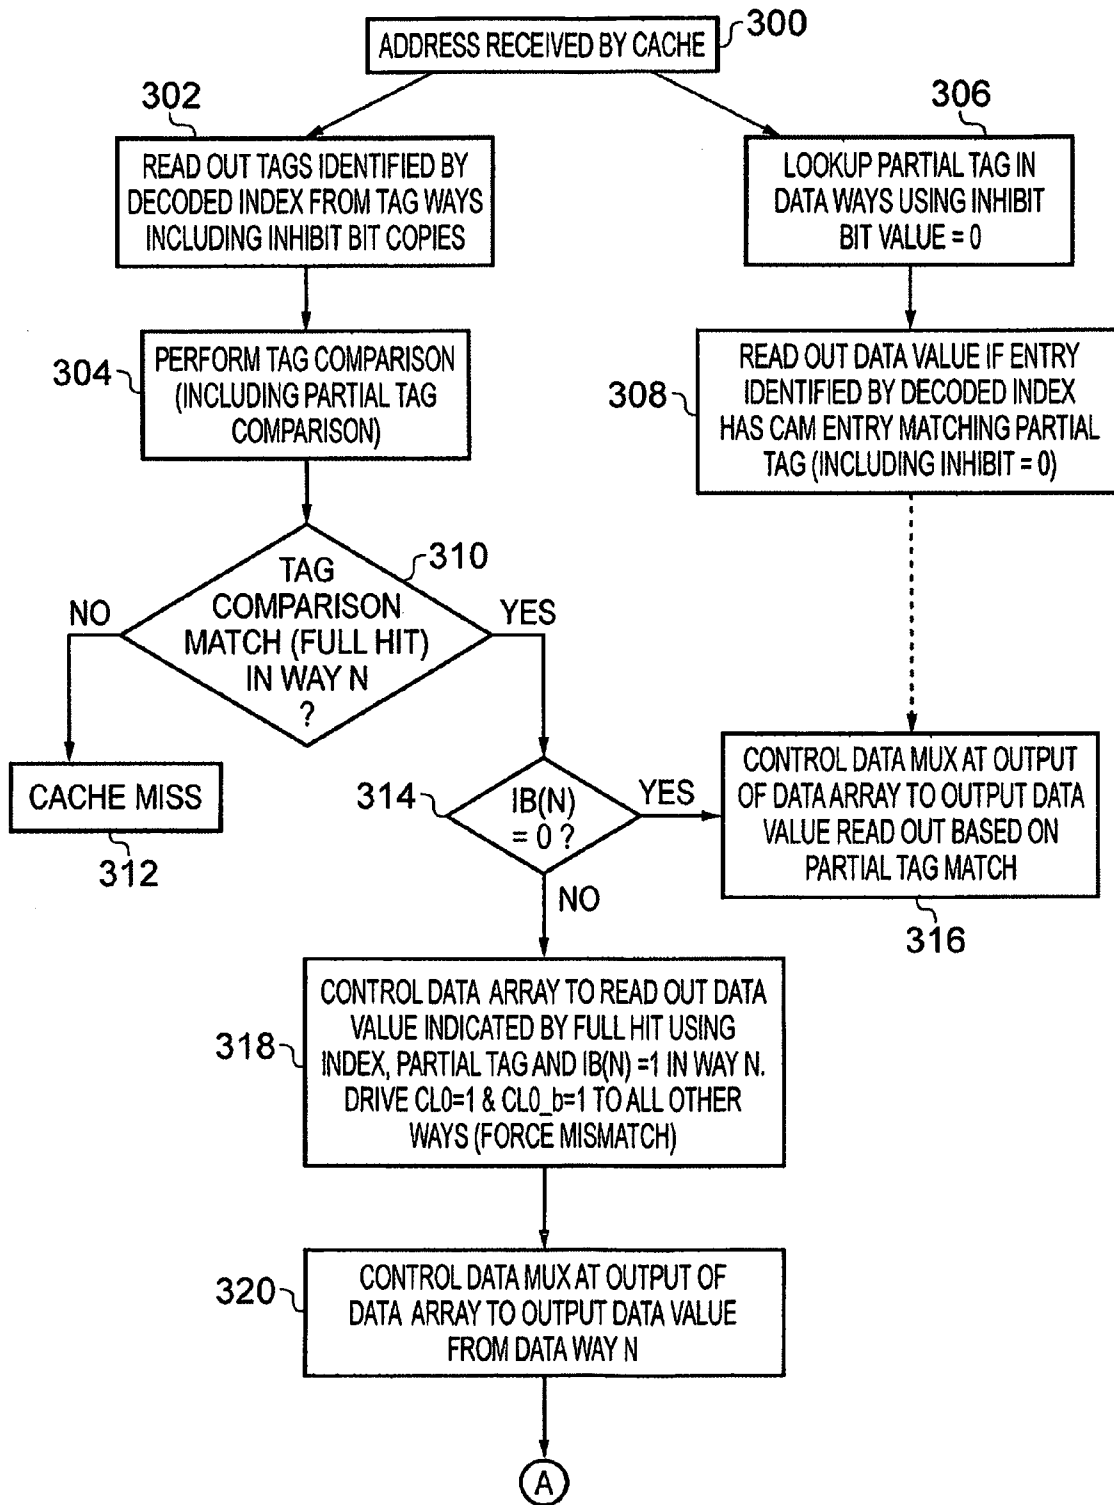 ADDRESS RECEIVED BY CACHE
300
302
READ OUT TAGS IDENTIFIED BY
DECODED INDEX FROM TAG WAYS
INCLUDING INHIBIT BIT COPIES
306
LOOKUP PARTIAL TAG IN
DATA WAYS USING INHIBIT
BIT VALUE = 0
304
PERFORM TAG COMPARISON
(INCLUDING PARTIAL TAG
COMPARISON)
308
READ OUT DATA VALUE IF ENTRY
IDENTIFIED BY DECODED INDEX
HAS CAM ENTRY MATCHING PARTIAL
TAG (INCLUDING INHIBIT = 0)
310
TAG
COMPARISON
MATCH (FULL HIT)
IN WAY N
?
NO
YES
CACHE MISS
312
314
IB(N)
= 0 ?
YES
NO
CONTROL DATA MUX AT OUTPUT
OF DATA ARRAY TO OUTPUT DATA
VALUE READ OUT BASED ON
PARTIAL TAG MATCH
316
318
CONTROL DATA ARRAY TO READ OUT DATA
VALUE INDICATED BY FULL HIT USING
INDEX, PARTIAL TAG AND IB(N) =1 IN WAY N.
DRIVE CL0=1 & CL0_b=1 TO ALL OTHER
WAYS (FORCE MISMATCH)
320
CONTROL DATA MUX AT OUTPUT OF
DATA ARRAY TO OUTPUT DATA VALUE
FROM DATA WAY N
A